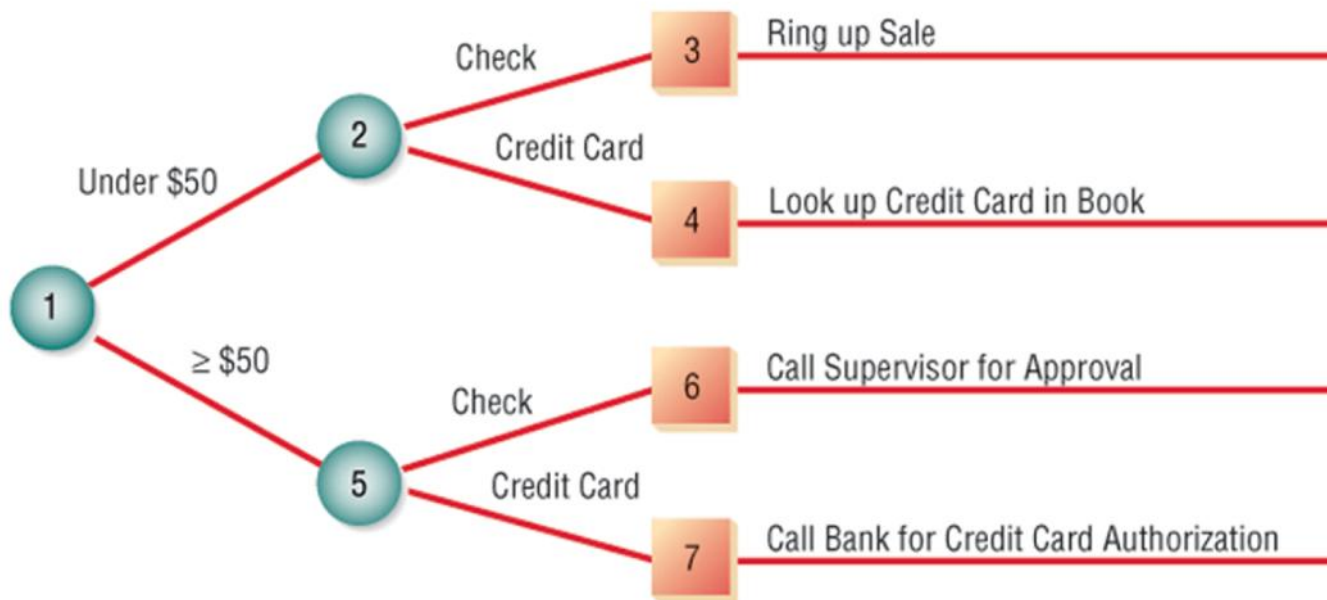 Check
3
Ring up Sale
2
Credit Card
Under $50
4
Look up Credit Card in Book
1
≥ $50
Check
6
Call Supervisor for Approval
5
Credit Card
7
Call Bank for Credit Card Authorization